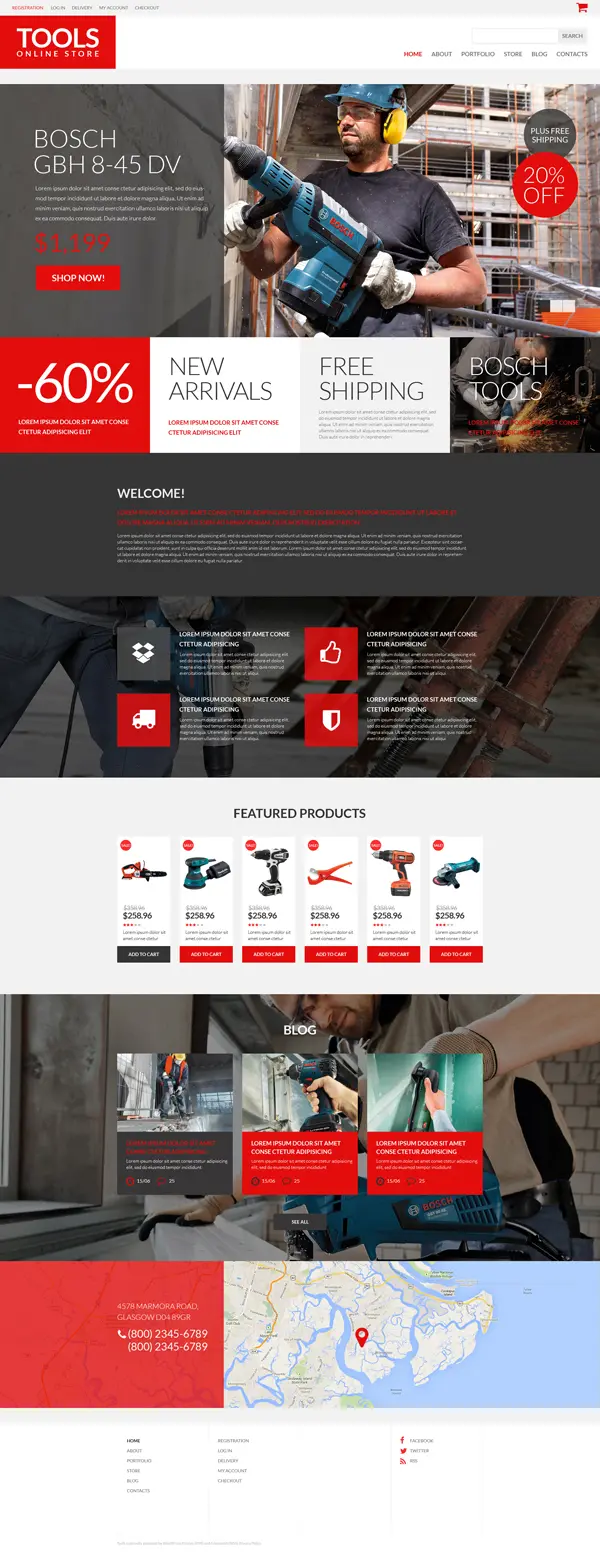 REGISTRATION LOG IN DELIVERY MY ACCOUNT CHECKOUT
TOOLS
ONLINE STORE
SEARCH
HOME ABOUT PORTFOLIO STORE BLOG CONTACTS
BOSCH
GBH 8-45 DV
Lorem ipsum dolor sit amet conse ctetur adipisicing elit, sed do eius-
mod tempor incididunt ut labore et dolore magna aliqua. Ut enim ad
minim veniam, quis nostrud exercitation ullamco laboris nisi ut aliquip
ex ea commodo consequat. Duis aute irure dolor
$1,199
SHOP NOW!
BOSCH
PLUS FREE
SHIPPING
20%
OFF
-60%
LOREM IPSUM DOLOR SIT AMET CONSE
CTETUR ADIPISICING ELIT
NEW
ARRIVALS
LOREM IPSUM DOLOR SIT AMET CONSE
CTETUR ADIPISICING ELIT
FREE
SHIPPING
Lorem ipsum dolor sit amet conse ctetur adipisicing
elit, sed do eiusmod tempor incididunt ut labore et
dolore magna aliqua. Ut enim ad minim veniam, quis
nostrud exercitation ullamco laboris nisi ut aliquip ex
ea commodo consequat. Duis aute irure dolor in
reprehenderit
BOSCH
TOOLS
LOREM IPSUM DOLOR SIT AMET CONSE
WELCOME!
LOREM IPSUM DOLOR SIT AMET
LOREM IPSUM DOLOR SIT AMET CONSE
CTETUR ADIPISICING
Lorem ipsum dolor sit amet conse ctetur adipisicing
elit, sed do eiusmod tempor incididunt ut labore et dolore
magna aliqua. Ut enim ad minim veniam, quis nostrud
exercitation ullamco laboris nisi ut aliqui
LOREM IPSUM DOLOR SIT AMET CONSE
CTETUR ADIPISICING
Lorem ipsum dolor sit amet conse ctetur adipisicing
elit, sed do eiusmod tempor incididunt ut labore et dolore
magna aliqua. Ut enim ad minim veniam, quis nostrud
exercitation ullamco laboris nisi ut aliqui
LOREM IPSUM DOLOR SIT AMET CONSE
CTETUR ADIPISICING
Lorem ipsum dolor sit amet conse ctetur adipisicing
elit, sed do eiusmod tempor incididunt ut labore et dolore
magna aliqua. Ut enim ad minim veniam, quis nostrud
exercitation ullamco laboris nisi ut aliqui
LOREM IPSUM DOLOR SIT AMET CONSE
CTETUR ADIPISICING
Lorem ipsum dolor sit amet conse ctetur adipisicing
elit, sed do eiusmod tempor incididunt ut labore et dolore
magna aliqua. Ut enim ad minim veniam, quis nostrud
exercitation ullamco laboris nisi ut aliqui
FEATURED PRODUCTS
SALE! SALE! SALE! SALE! SALE! SALE!
$358.96 $358.96 $358.96 $358.96 $358.96 $358.96
$258.96 $258.96 $258.96 $258.96 $258.96 $258.96
Lorem ipsum dolor sit Lorem ipsum dolor sit Lorem ipsum dolor sit Lorem ipsum dolor sit Lorem ipsum dolor sit Lorem ipsum dolor sit
amet conse ctetur amet conse ctetur amet conse ctetur amet conse ctetur amet conse ctetur amet conse ctetur
ADD TO CART ADD TO CART ADD TO CART ADD TO CART ADD TO CART ADD TO CART
BLOG
LOREM IPSUM DOLOR SIT AMET
CONSE CTETUR ADIPISICING
Lorem ipsum dolor sit amet conse ctetur adipisicing
elit, sed do eiusmod tempor incididunt
15/06 25
LOREM IPSUM DOLOR SIT AMET
CONSE CTETUR ADIPISICING
Lorem ipsum dolor sit amet conse ctetur adipisicing
elit, sed do eiusmod tempor incididunt
15/06 25
LOREM IPSUM DOLOR SIT AMET
CONSE CTETUR ADIPISICING
Lorem ipsum dolor sit amet conse ctetur adipisicing
elit, sed do eiusmod tempor incididunt
15/06 25
BOSCH
SEE ALL
4578 MARMORA ROAD,
GLASGOW D04 89GR
(800) 2345-6789
(800) 2345-6789
HOME
ABOUT
PORTFOLIO
STORE
BLOG
CONTACTS
REGISTRATION
LOG IN
DELIVERY
MY ACCOUNT
CHECKOUT
FACEBOOK
TWITTER
RSS